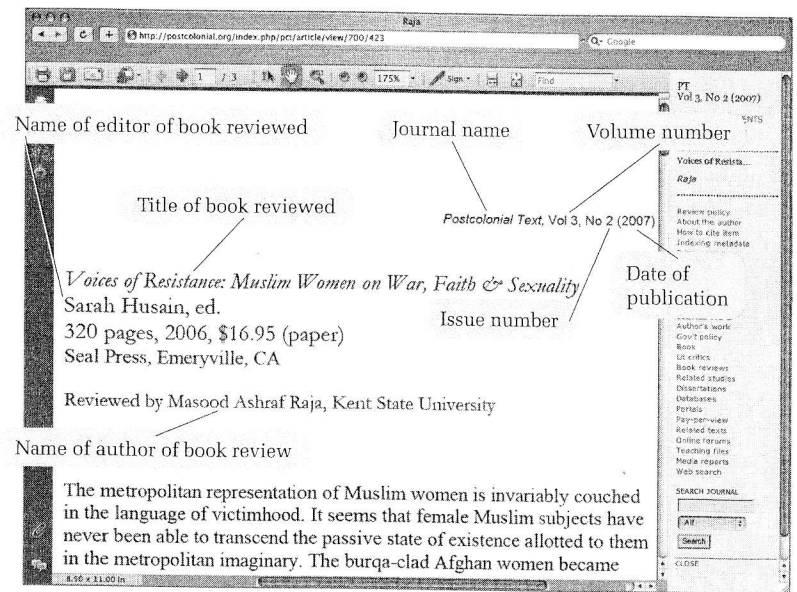 Raja
http://postcolonial.org/index.php/pct/article/view/700/423
Q- Google
1 / 3
175%
Sign
Find
PT
Vol 3, No 2 (2007)
Name of editor of book reviewed
Journal name
Volume number
Voices of Resista...
Raja
Title of book reviewed
Postcolonial Text, Vol 3, No 2 (2007)
Review policy
About the author
How to cite item
Indexing metadata
Voices of Resistance: Muslim Women on War, Faith & Sexuality
Sarah Husain, ed.
320 pages, 2006, $16.95 (paper)
Seal Press, Emeryville, CA
Issue number
Date of
publication
Author's work
Gov't policy
Book
Lit critics
Book reviews
Related studies
Dissertations
Databases
Portals
Pay-per-view
Related texts
Online forums
Teaching files
Media reports
Web search
Reviewed by Masood Ashraf Raja, Kent State University
Name of author of book review
SEARCH JOURNAL
All
Search
CLOSE
The metropolitan representation of Muslim women is invariably couched
in the language of victimhood. It seems that female Muslim subjects have
never been able to transcend the passive state of existence allotted to them
in the metropolitan imaginary. The burqa-clad Afghan women became
8.50 x 11.00 in